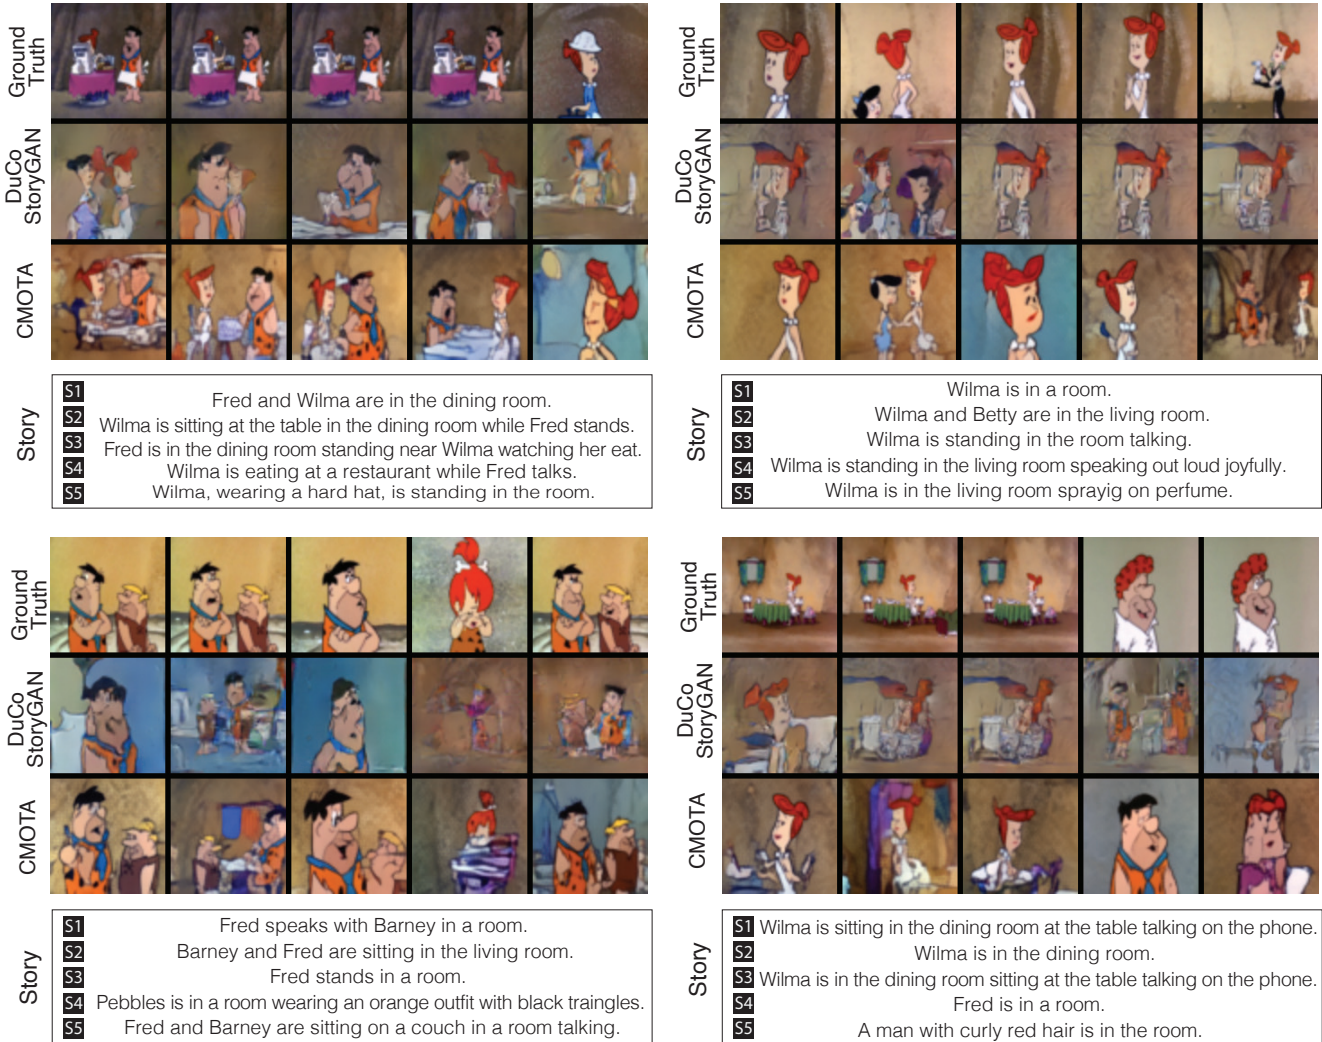 Ground
Truth
DuCo
StoryGAN
CMOTA
Story
S1 Fred and Wilma are in the dining room.
S2 Wilma is sitting at the table in the dining room while Fred stands.
S3 Fred is in the dining room standing near Wilma watching her eat.
S4 Wilma is eating at a restaurant while Fred talks.
S5 Wilma, wearing a hard hat, is standing in the room.
Ground
Truth
DuCo
StoryGAN
CMOTA
Story
S1 Wilma is in a room.
S2 Wilma and Betty are in the living room.
S3 Wilma is standing in the room talking.
S4 Wilma is standing in the living room speaking out loud joyfully.
S5 Wilma is in the living room sprayig on perfume.
Ground
Truth
DuCo
StoryGAN
CMOTA
Story
S1 Fred speaks with Barney in a room.
S2 Barney and Fred are sitting in the living room.
S3 Fred stands in a room.
S4 Pebbles is in a room wearing an orange outfit with black traingles.
S5 Fred and Barney are sitting on a couch in a room talking.
Ground
Truth
DuCo
StoryGAN
CMOTA
Story
S1 Wilma is sitting in the dining room at the table talking on the phone.
S2 Wilma is in the dining room.
S3 Wilma is in the dining room sitting at the table talking on the phone.
S4 Fred is in a room.
S5 A man with curly red hair is in the room.